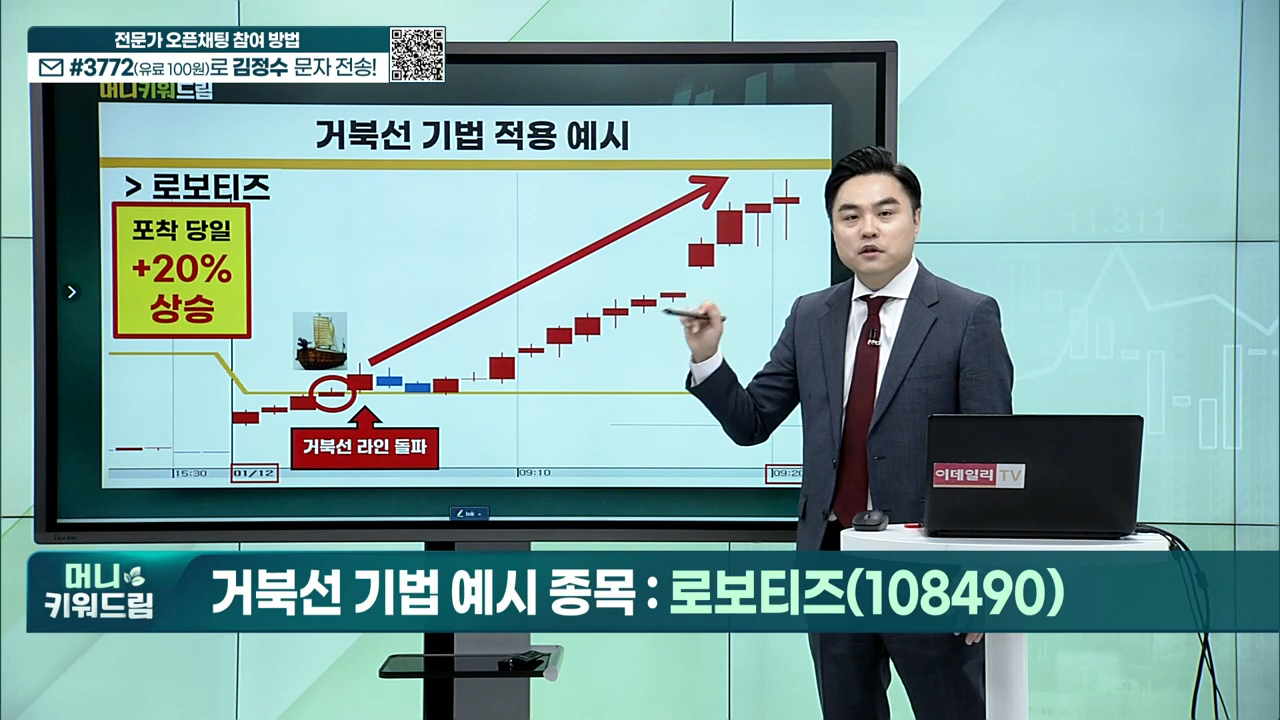 전문가 오픈채팅 참여 방법
#3772(유료 100원)로 김정수 문자 전송!
머니키워드림
거북선 기법 적용 예시
> 로보티즈
포착 당일
+20%
상승
거북선 라인 돌파
15:30
01/12
09:10
09:20
Ink
11.311
이데일리 TV
머니
키워드림
거북선 기법 예시 종목 : 로보티즈(108490)